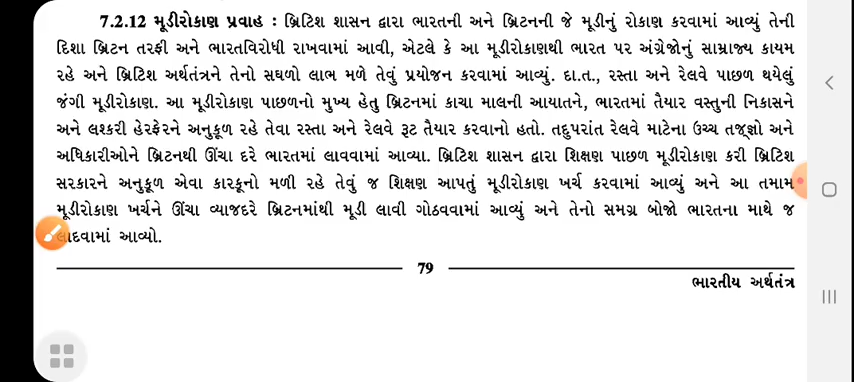 7.2.12 મૂડીરોકાણ પ્રવાહ : બ્રિટિશ શાસન દ્વારા ભારતની અને બ્રિટનની જે મૂડીનું રોકાણ કરવામાં આવ્યું તેની
દિશા બ્રિટન તરફી અને ભારતવિરોધી રાખવામાં આવી, એટલે કે આ મૂડીરોકાણથી ભારત પર અંગ્રેજોનું સામ્રાજ્ય કાયમ
રહે અને બ્રિટિશ અર્થતંત્રને તેનો સઘળો લાભ મળે તેવું પ્રયોજન કરવામાં આવ્યું. દા.ત., રસ્તા અને રેલવે પાછળ થયેલું
જંગી મૂડીરોકાણ. આ મૂડીરોકાણ પાછળનો મુખ્ય હેતુ બ્રિટનમાં કાચા માલની આયાતને, ભારતમાં તૈયાર વસ્તુની નિકાસને
અને લશ્કરી હેરફેરને અનુકૂળ રહે તેવા રસ્તા અને રેલવે રૂટ તૈયાર કરવાનો હતો. તદુપરાંત રેલવે માટેના ઉચ્ચ તજ્જ્ઞો અને
અધિકારીઓને બ્રિટનથી ઊંચા દરે ભારતમાં લાવવામાં આવ્યા. બ્રિટિશ શાસન દ્વારા શિક્ષણ પાછળ મૂડીરોકાણ કરી બ્રિટિશ
સરકારને અનુકૂળ એવા કારકૂનો મળી રહે તેવું જ શિક્ષણ આપતું મૂડીરોકાણ ખર્ચ કરવામાં આવ્યું અને આ તમામ
મૂડીરોકાણ ખર્ચને ઊંચા વ્યાજદરે બ્રિટનમાંથી મૂડી લાવી ગોઠવવામાં આવ્યું અને તેનો સમગ્ર બોજો ભારતના માથે જ
લાદવામાં આવ્યો.
79
ભારતીય અર્થતંત્ર